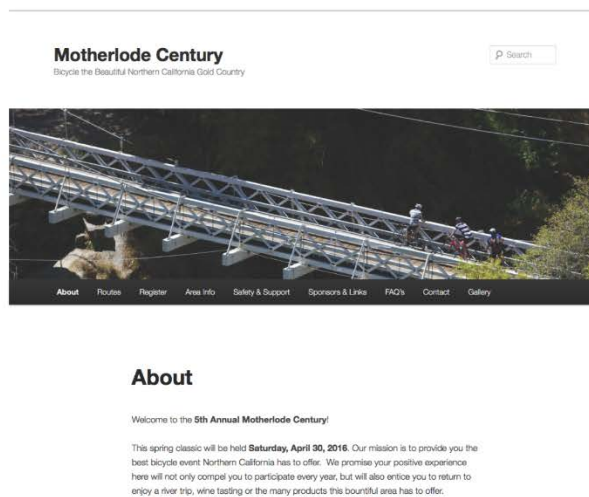 Motherlode Century
Search
Bicycle the Beautiful Northern California Gold Country
About Routes Register Area Info Safety & Support Sponsors & Links FAQ's Contact Gallery
About
Welcome to the 5th Annual Motherlode Century!
This spring classic will be held Saturday, April 30, 2016. Our mission is to provide you the
best bicycle event Northern California has to offer. We promise your positive experience
here will not only compel you to participate every year, but will also entice you to return to
enjoy a river trip, wine tasting or the many products this bountiful area has to offer.